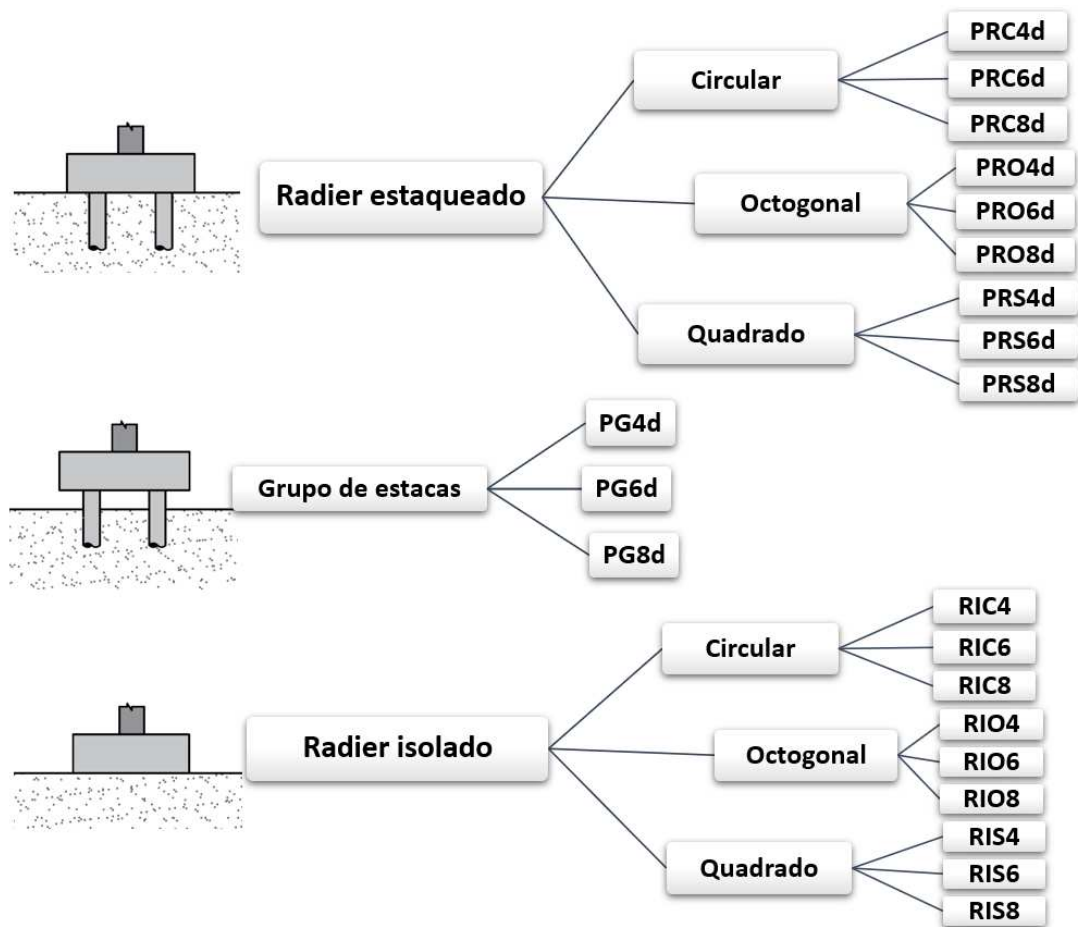 Radier estaqueado
Circular
PRC4d
PRC6d
PRC8d
Octogonal
PRO4d
PRO6d
PRO8d
Quadrado
PRS4d
PRS6d
PRS8d
Grupo de estacas
PG4d
PG6d
PG8d
Radier isolado
Circular
RIC4
RIC6
RIC8
Octogonal
RIO4
RIO6
RIO8
Quadrado
RIS4
RIS6
RIS8